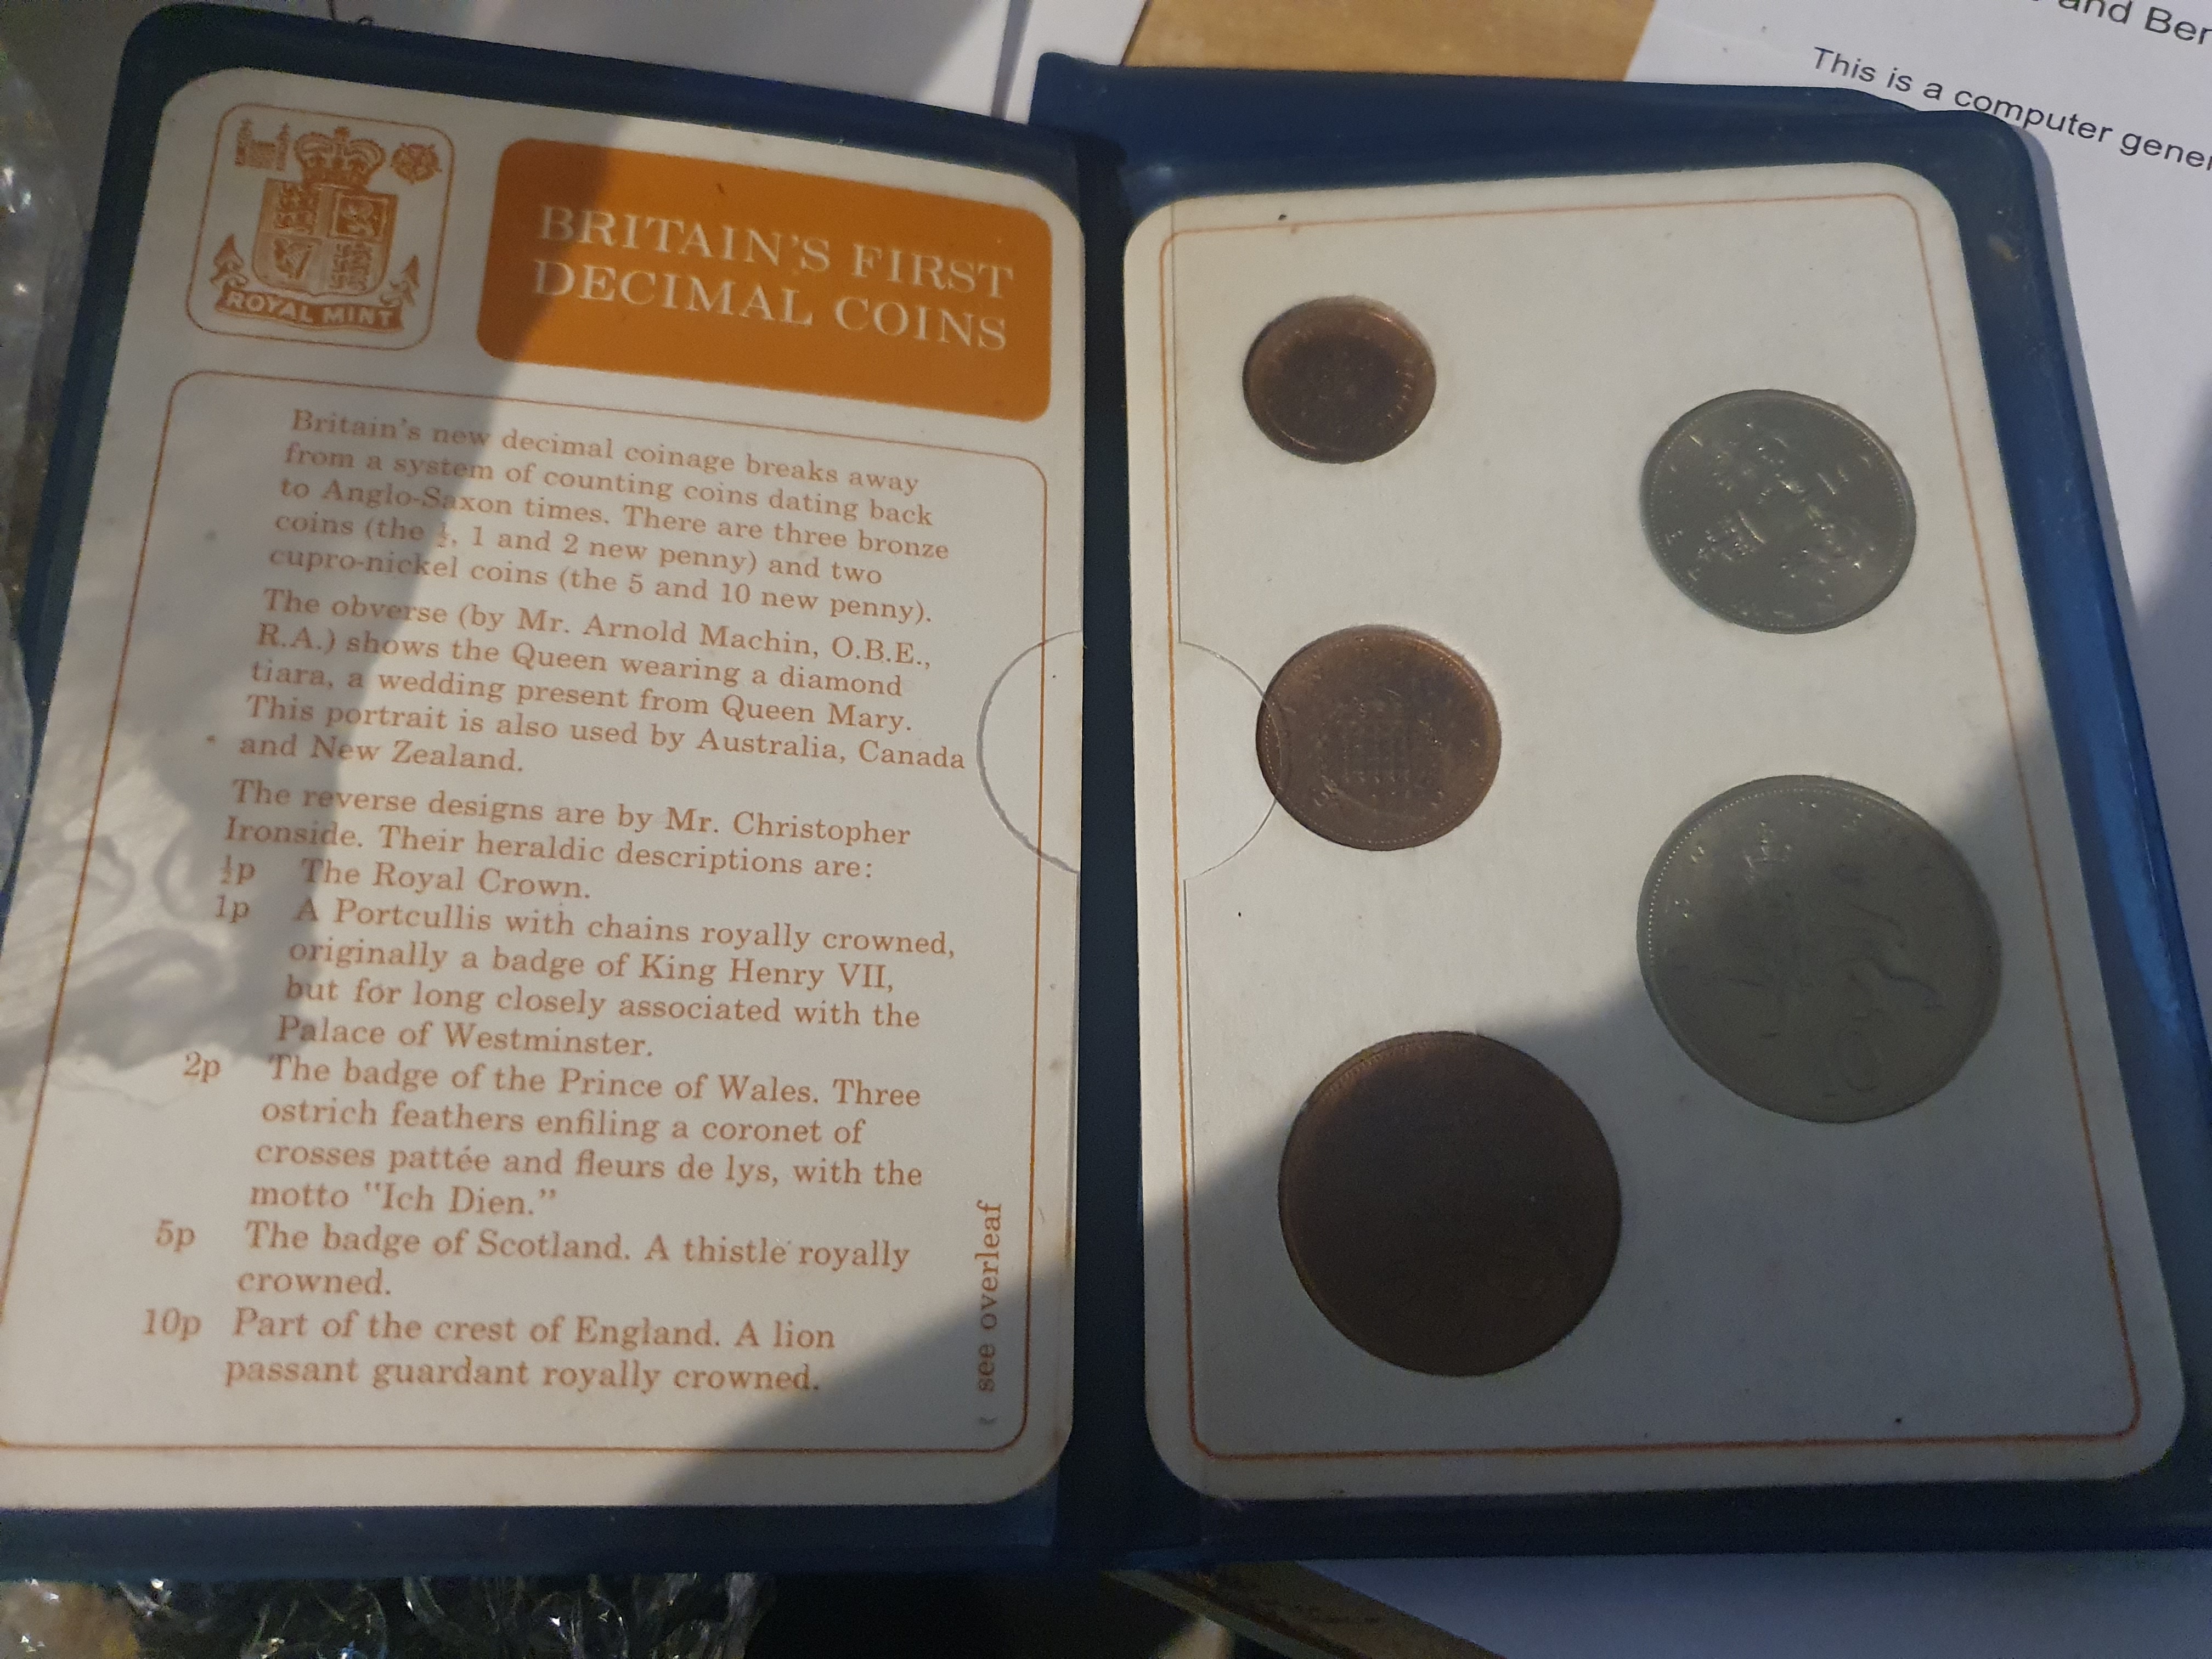 ROYAL MINT
BRITAIN'S FIRST
DECIMAL COINS
Britain's new decimal coinage breaks away
from a system of counting coins dating back
to Anglo-Saxon times. There are three bronze
coins (the ½, 1 and 2 new penny) and two
cupro-nickel coins (the 5 and 10 new penny).
The obverse (by Mr. Arnold Machin, O.B.E.,
R.A.) shows the Queen wearing a diamond
tiara, a wedding present from Queen Mary.
This portrait is also used by Australia, Canada
and New Zealand.
The reverse designs are by Mr. Christopher
Ironside. Their heraldic descriptions are:
½p The Royal Crown.
1p A Portcullis with chains royally crowned,
originally a badge of King Henry VII,
but for long closely associated with the
Palace of Westminster.
2p The badge of the Prince of Wales. Three
ostrich feathers enfiling a coronet of
crosses pattée and fleurs de lys, with the
motto "Ich Dien."
5p The badge of Scotland. A thistle royally
crowned.
10p Part of the crest of England. A lion
passant guardant royally crowned.
see overleaf
10
and Ber
This is a computer gener